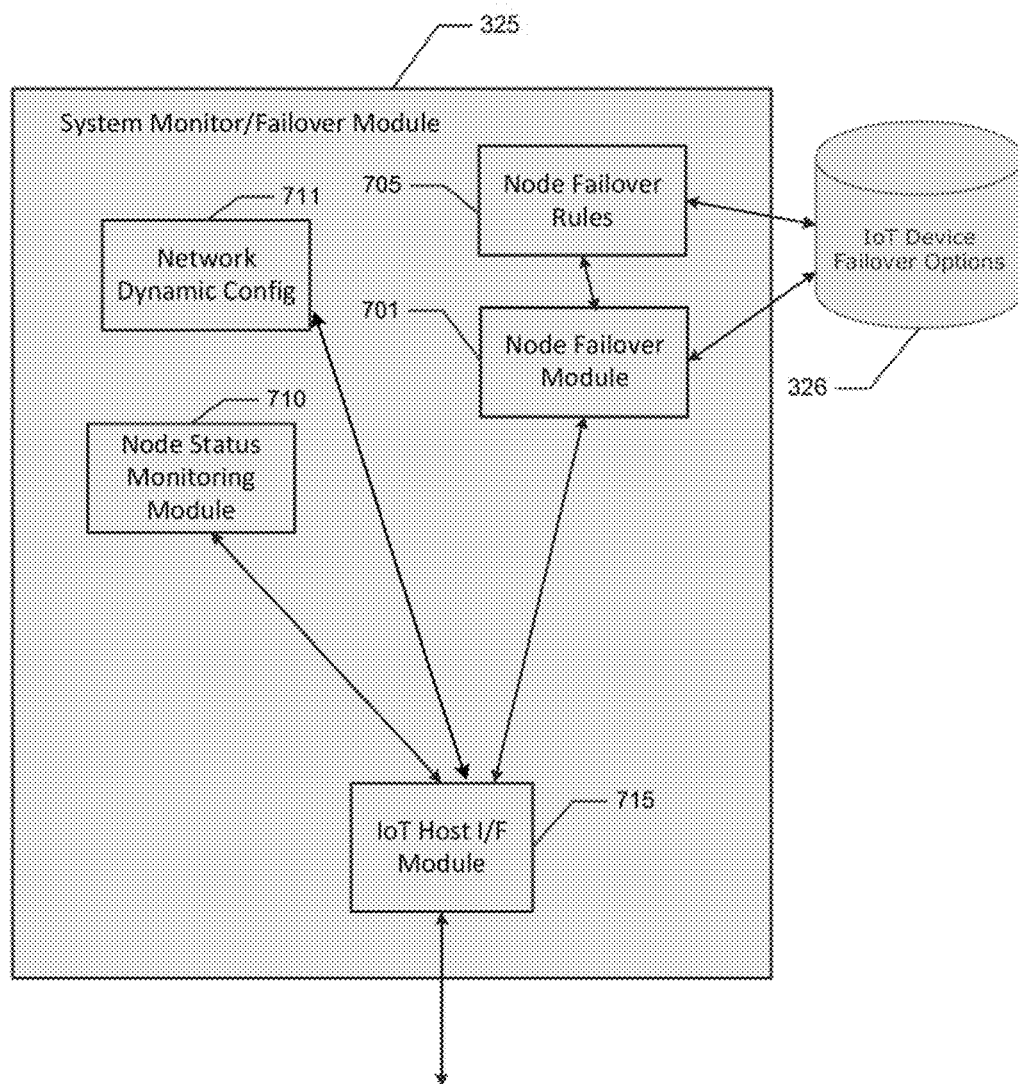 325
System Monitor/Failover Module
705
Node Failover
Rules
711
Network
Dynamic Config
IoT Device
Failover Options
701
Node Failover
Module
326
710
Node Status
Monitoring
Module
715
IoT Host I/F
Module